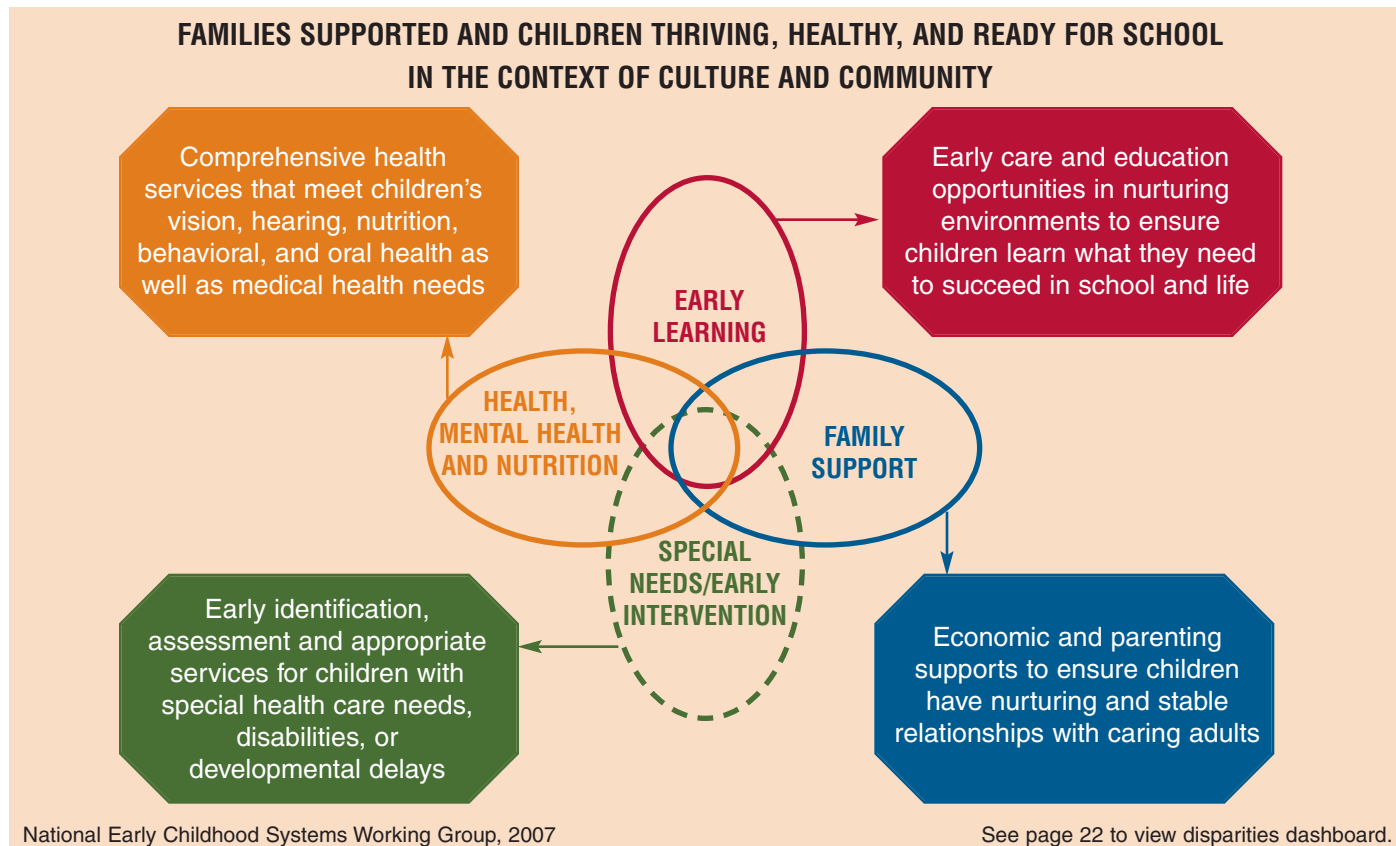 FAMILIES SUPPORTED AND CHILDREN THRIVING, HEALTHY, AND READY FOR SCHOOL
IN THE CONTEXT OF CULTURE AND COMMUNITY
Comprehensive health
services that meet children’s
vision, hearing, nutrition,
behavioral, and oral health as
well as medical health needs
Early care and education
opportunities in nurturing
environments to ensure
children learn what they need
to succeed in school and life
EARLY
LEARNING
HEALTH,
MENTAL HEALTH
AND NUTRITION
FAMILY
SUPPORT
SPECIAL
NEEDS/EARLY
INTERVENTION
Early identification,
assessment and appropriate
services for children with
special health care needs,
disabilities, or
developmental delays
Economic and parenting
supports to ensure children
have nurturing and stable
relationships with caring adults
National Early Childhood Systems Working Group, 2007
See page 22 to view disparities dashboard.